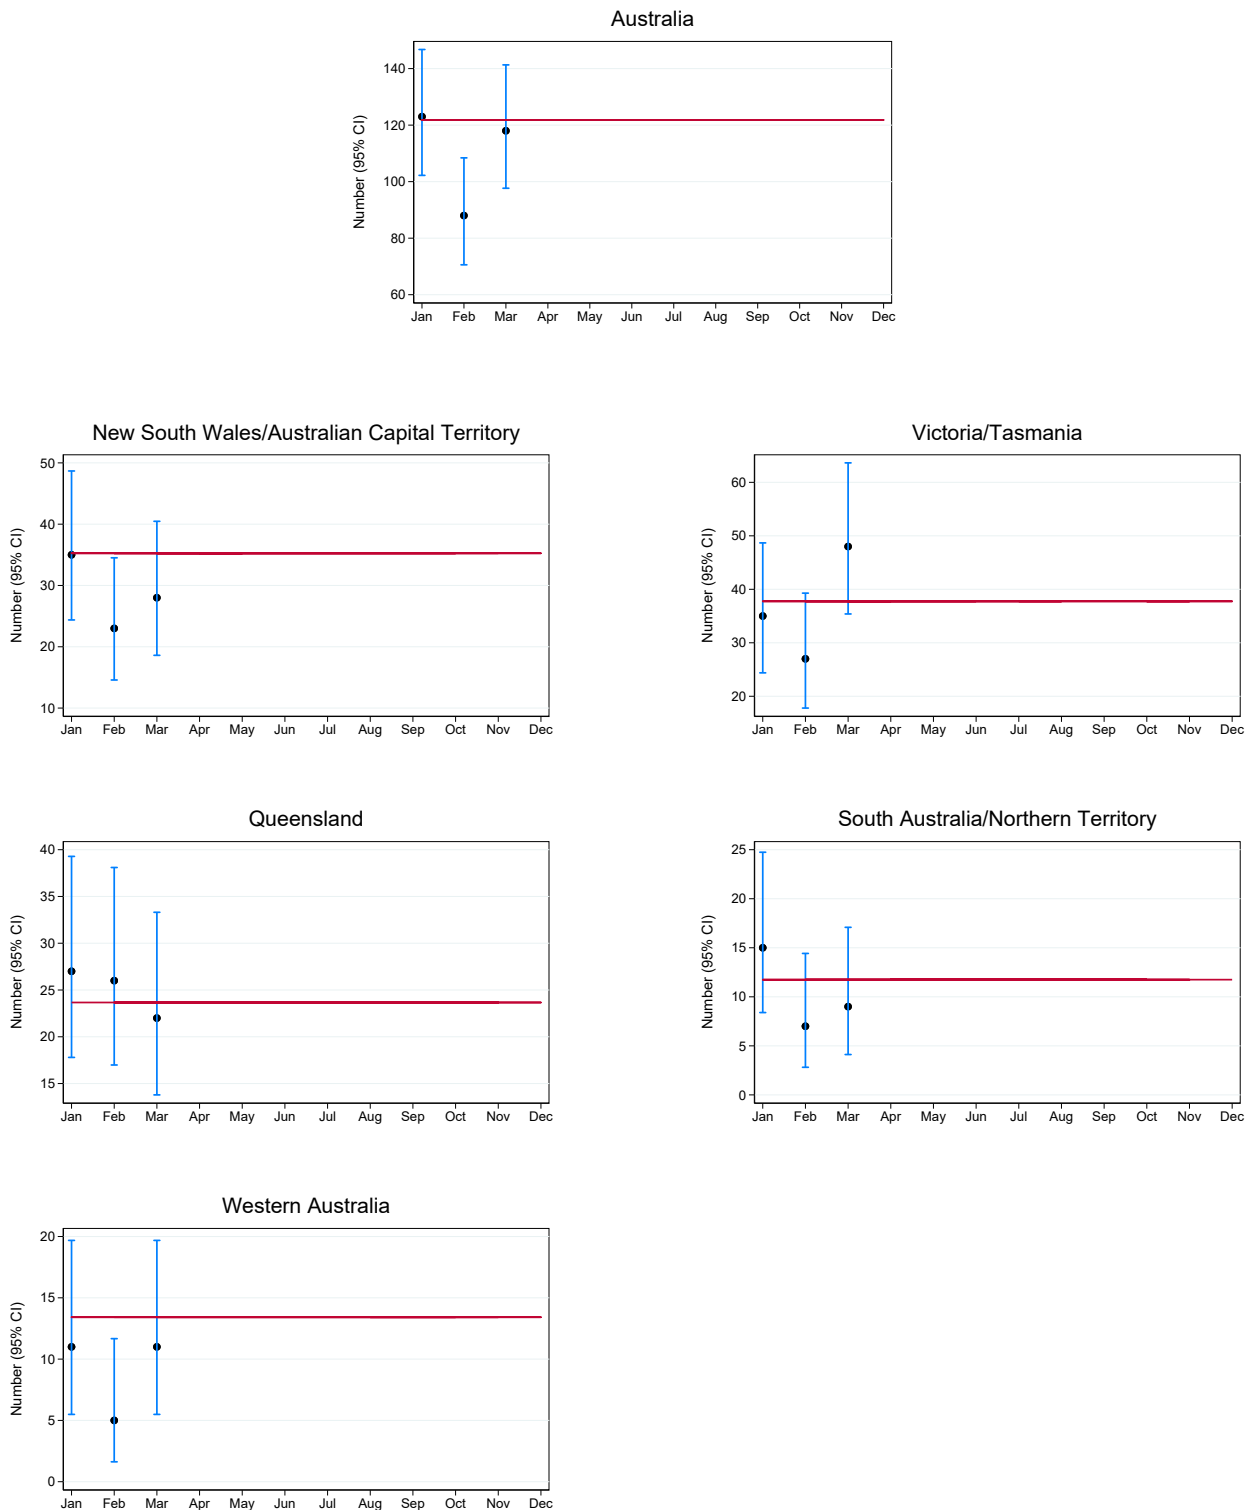 Australia
Number (95% CI)
140
120
100
80
60
Jan Feb Mar Apr May Jun Jul Aug Sep Oct Nov Dec
New South Wales/Australian Capital Territory
Number (95% CI)
50
40
30
20
10
Jan Feb Mar Apr May Jun Jul Aug Sep Oct Nov Dec
Victoria/Tasmania
Number (95% CI)
60
50
40
30
20
Jan Feb Mar Apr May Jun Jul Aug Sep Oct Nov Dec
Queensland
Number (95% CI)
40
35
30
25
20
15
Jan Feb Mar Apr May Jun Jul Aug Sep Oct Nov Dec
South Australia/Northern Territory
Number (95% CI)
25
20
15
10
5
0
Jan Feb Mar Apr May Jun Jul Aug Sep Oct Nov Dec
Western Australia
Number (95% CI)
20
15
10
5
0
Jan Feb Mar Apr May Jun Jul Aug Sep Oct Nov Dec